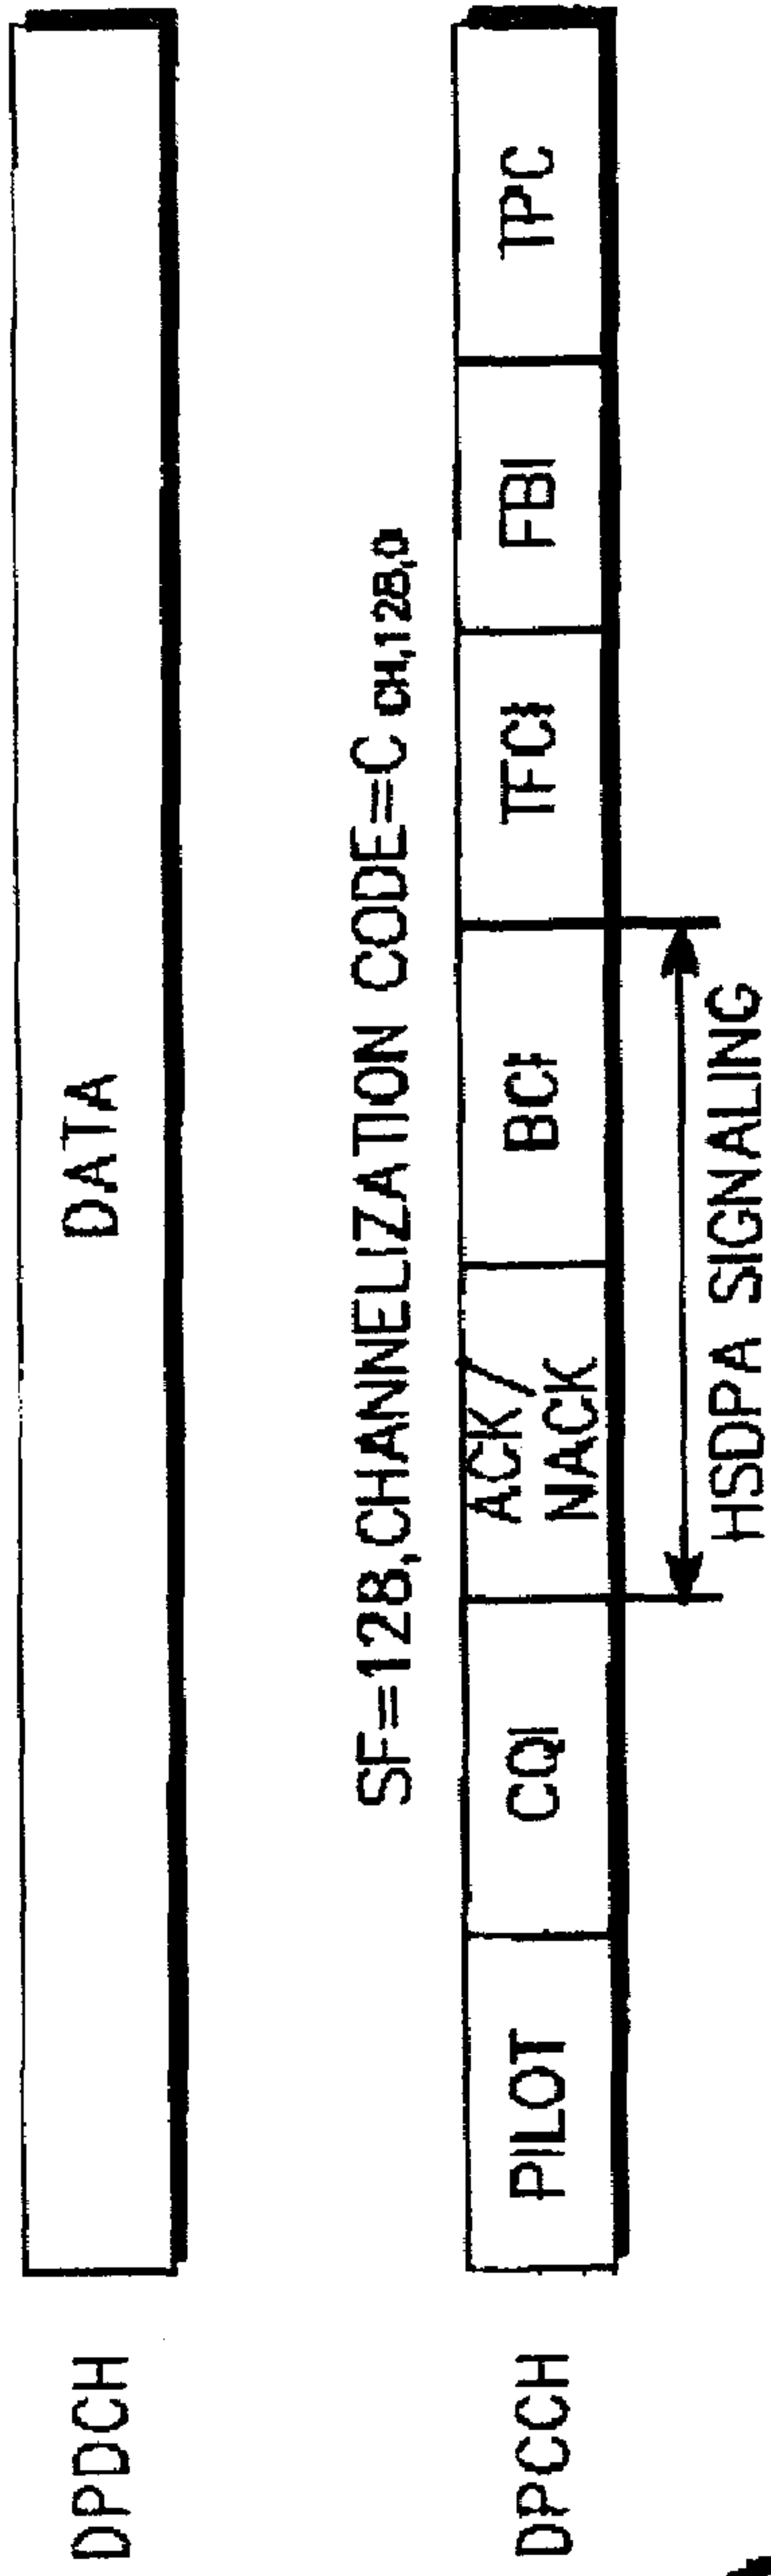 DPDCH
DATA
SF=128,CHANNELIZATION CODE=C CH,128,0
DPCCH
PILOT
CQI
ACK/
NACK
BCI
TFCI
FBI
TPC
HSDPA SIGNALING